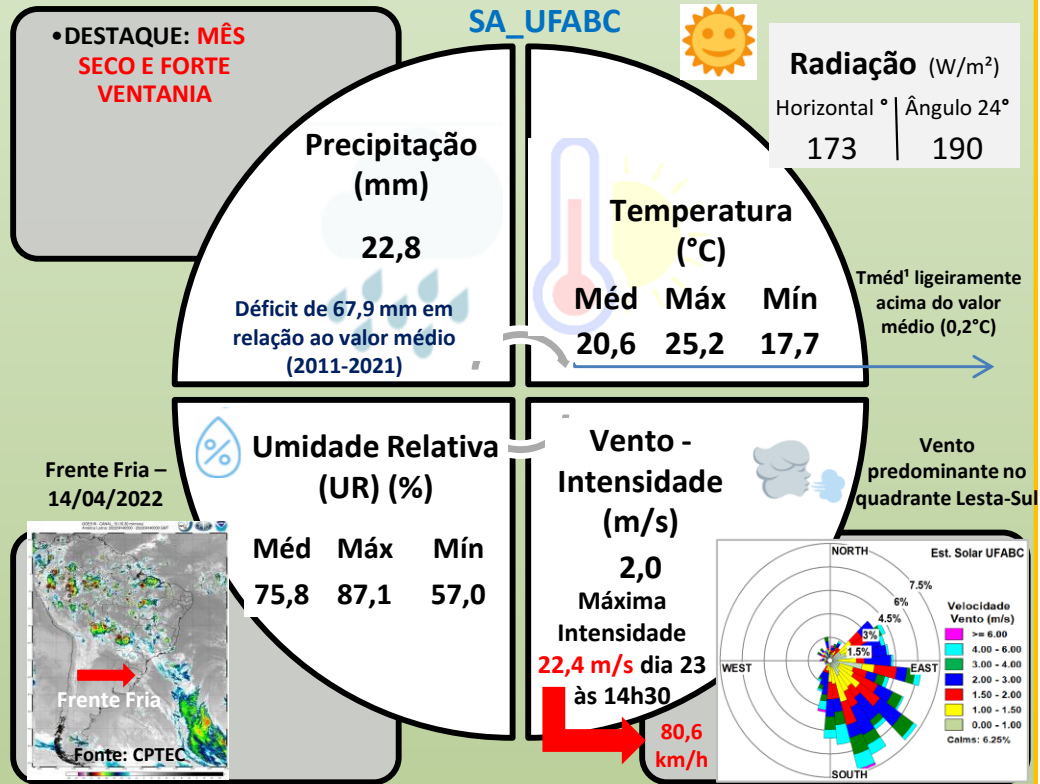 SA_UFABC
•DESTAQUE: MÊS
SECO E FORTE
VENTANIA
Radiação (W/m²)
Horizontal ° | Ângulo 24°
173 | 190
Precipitação
(mm)
22,8
Déficit de 67,9 mm em
relação ao valor médio
(2011-2021)
Temperatura
(°C)
Méd Máx Mín
20,6 25,2 17,7
Tméd¹ ligeiramente
acima do valor
médio (0,2°C)
Umidade Relativa
(UR) (%)
Méd Máx Mín
75,8 87,1 57,0
Vento -
Intensidade
(m/s)
2,0
Máxima
Intensidade
22,4 m/s dia 23
às 14h30
80,6
km/h
Vento
predominante no
quadrante Lesta-Sul
Frente Fria –
14/04/2022
Frente Fria
Fonte: CPTEC
NORTH
Est. Solar UFABC
7.5%
6%
4.5%
3%
1.5%
WEST
EAST
SOUTH
Velocidade
Vento (m/s)
>= 6.00
4.00 - 6.00
3.00 - 4.00
2.00 - 3.00
1.50 - 2.00
1.00 - 1.50
0.00 - 1.00
Calms: 6.25%